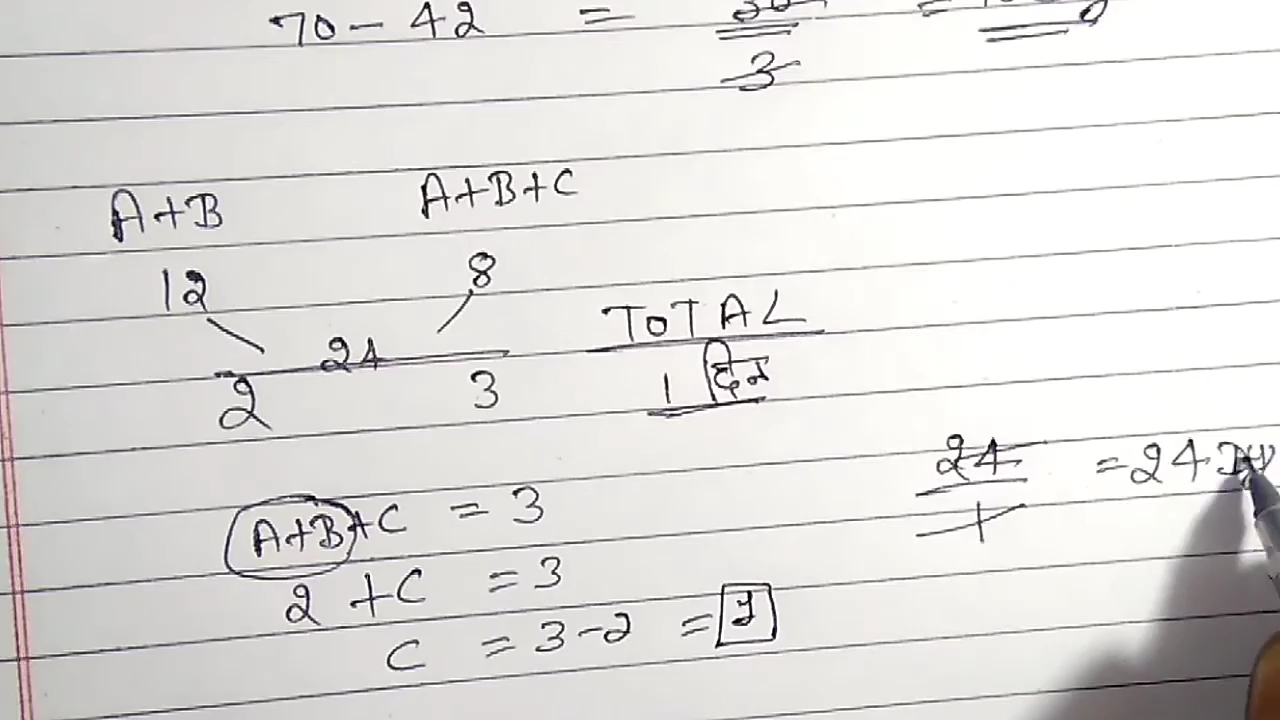 70 - 42 =
3
A+B A+B+C
12 8
24 TOTAL
2 3 1 दिन
24 = 24
1
A+B+C = 3
2 + C = 3
C = 3 - 2 = 1